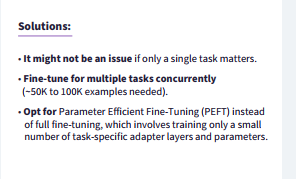 Solutions:
• It might not be an issue if only a single task matters.
• Fine-tune for multiple tasks concurrently
(~50K to 100K examples needed).
• Opt for Parameter Efficient Fine-Tuning (PEFT) instead
of full fine-tuning, which involves training only a small
number of task-specific adapter layers and parameters.